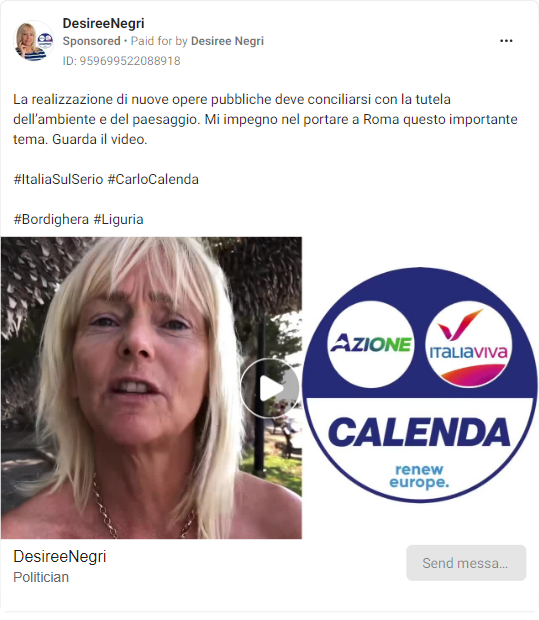 DesireeNegri
Sponsored • Paid for by Desiree Negri
ID: 959699522088918
La realizzazione di nuove opere pubbliche deve conciliarsi con la tutela
dell'ambiente e del paesaggio. Mi impegno nel portare a Roma questo importante
tema. Guarda il video.
#ItaliaSulSerio #CarloCalenda
#Bordighera #Liguria
AZIONE
ITALIAVIVA
CALENDA
renew
europe.
DesireeNegri
Politician
Send messa...